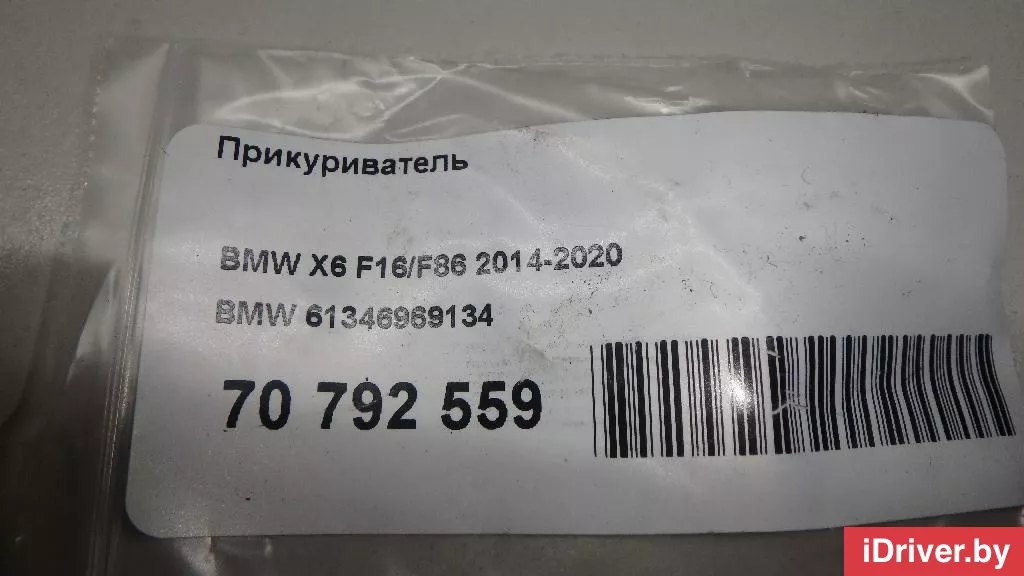 Прикуриватель
BMW X6 F16/F86 2014-2020
BMW 61346969134
70 792 559
iDriver.by